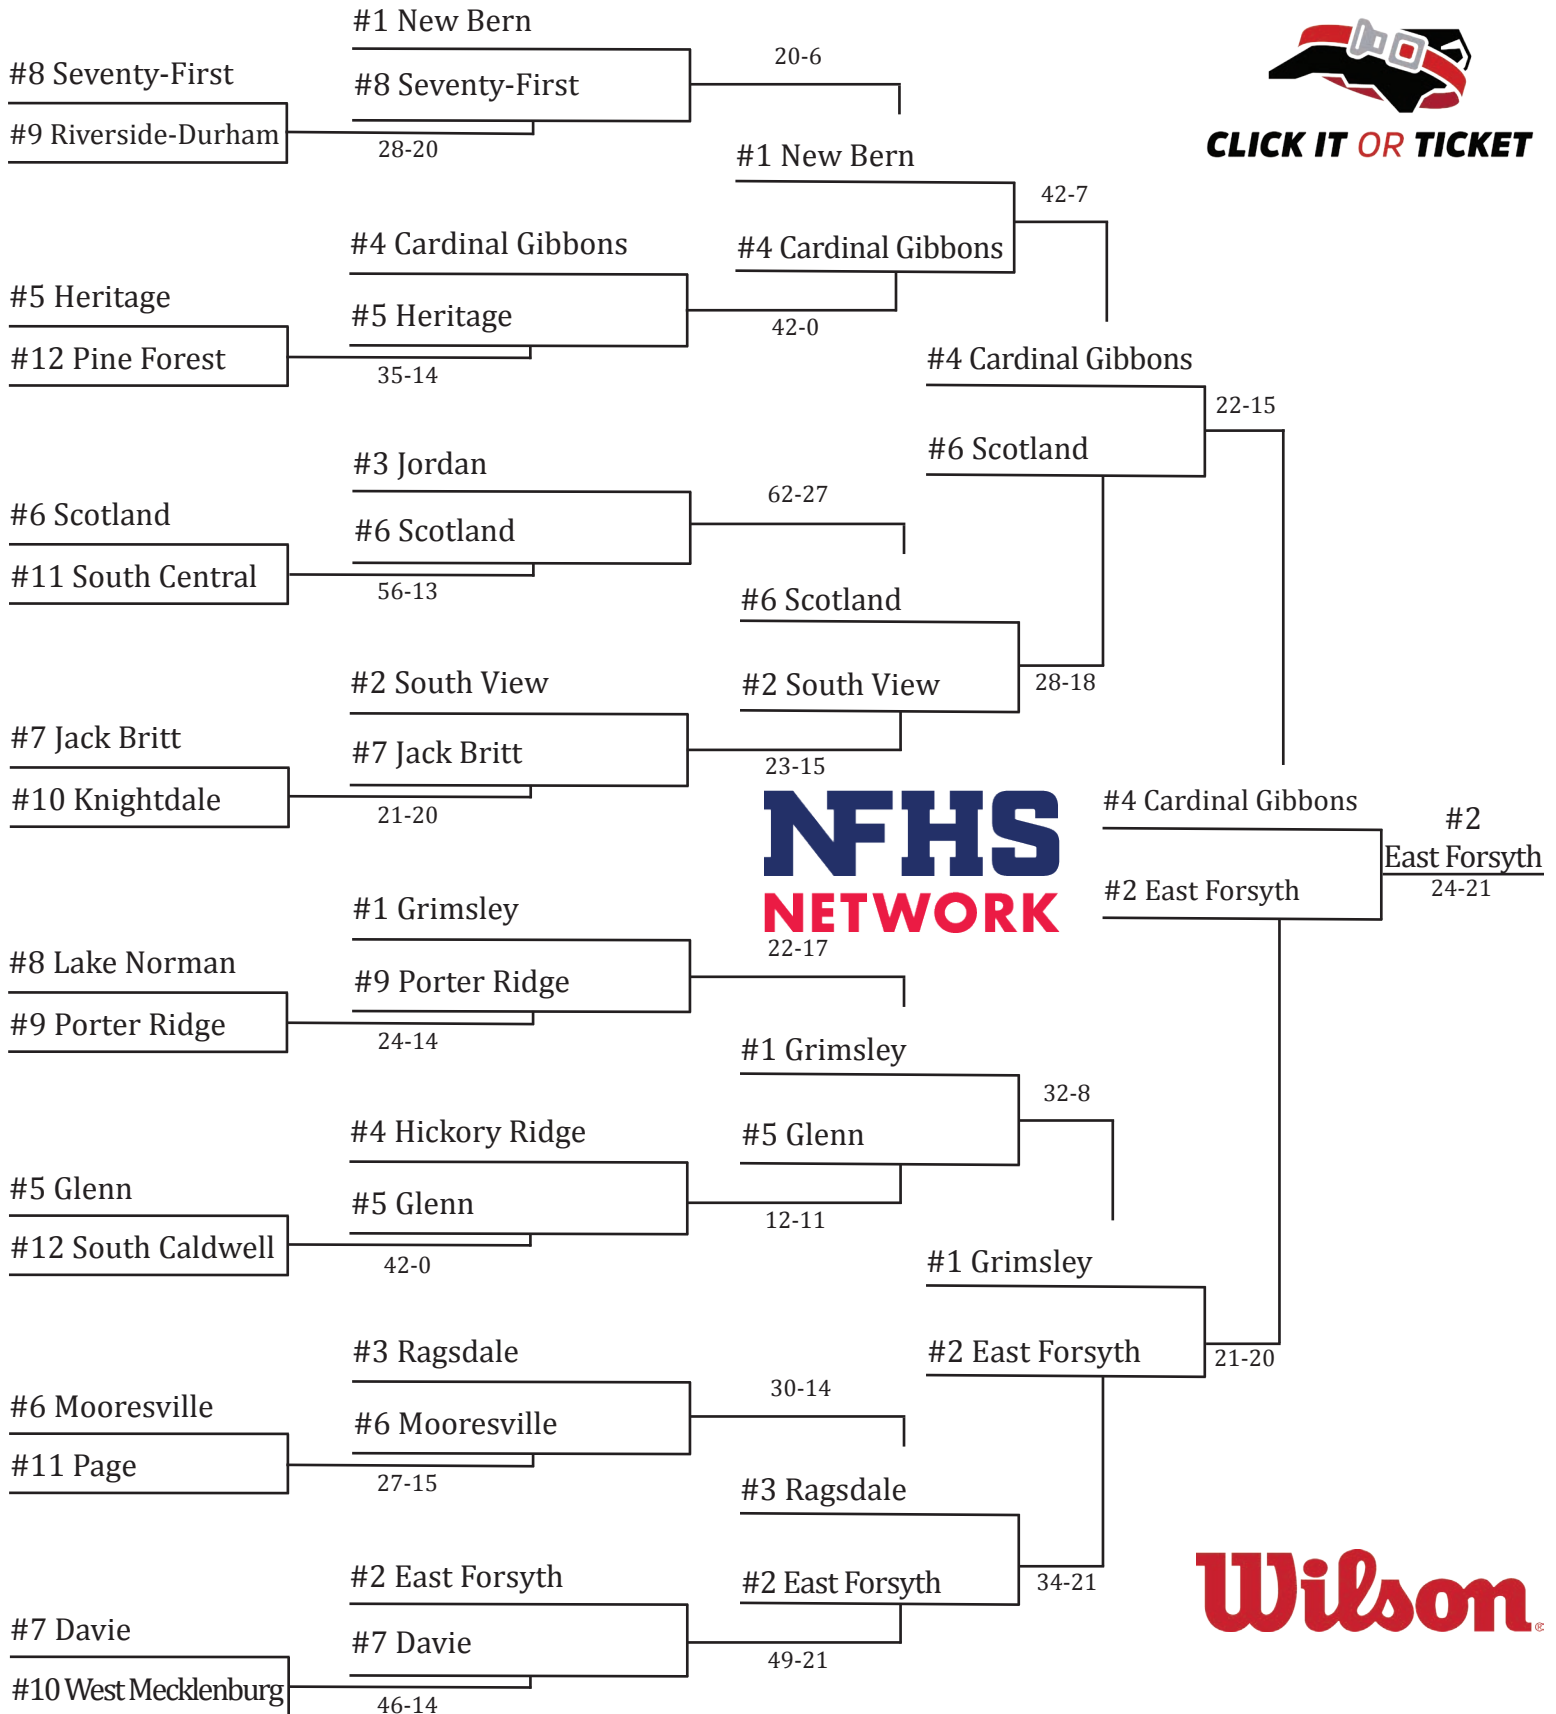 #1 New Bern
20-6
#8 Seventy-First
#8 Seventy-First
#9 Riverside-Durham
28-20
CLICK IT OR TICKET
#1 New Bern
42-7
#4 Cardinal Gibbons
#4 Cardinal Gibbons
#5 Heritage
#5 Heritage
42-0
#12 Pine Forest
35-14
#4 Cardinal Gibbons
22-15
#6 Scotland
#3 Jordan
62-27
#6 Scotland
#6 Scotland
#11 South Central
56-13
#6 Scotland
#2 South View
#2 South View
28-18
#7 Jack Britt
#7 Jack Britt
23-15
#10 Knightdale
21-20
NFHS
NETWORK
#4 Cardinal Gibbons
#2
East Forsyth
24-21
#2 East Forsyth
#1 Grimsley
22-17
#8 Lake Norman
#9 Porter Ridge
#9 Porter Ridge
24-14
#1 Grimsley
32-8
#4 Hickory Ridge
#5 Glenn
#5 Glenn
#5 Glenn
12-11
#12 South Caldwell
42-0
#1 Grimsley
#2 East Forsyth
21-20
#3 Ragsdale
30-14
#6 Mooresville
#6 Mooresville
#11 Page
27-15
#3 Ragsdale
#2 East Forsyth
#2 East Forsyth
34-21
#7 Davie
#7 Davie
49-21
#10 West Mecklenburg
46-14
Wilson®